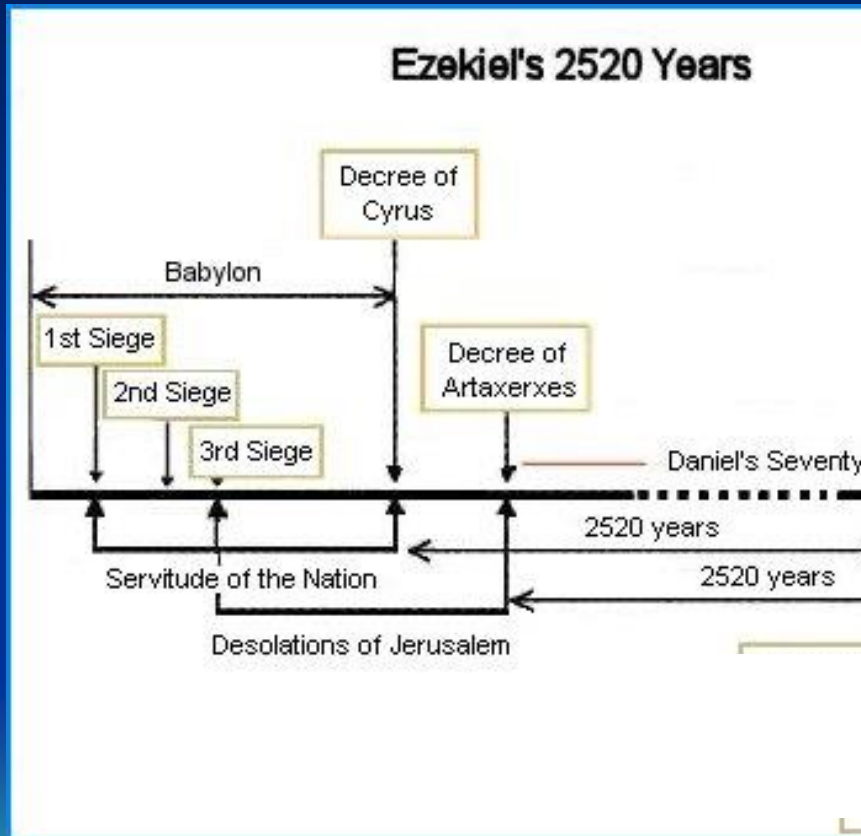 Ezekiel's 2520 Years
Decree of
Cyrus
Babylon
1st Siege
Decree of
Artaxerxes
2nd Siege
3rd Siege
Daniel's Seventy
2520 years
Servitude of the Nation
2520 years
Desolations of Jerusalem